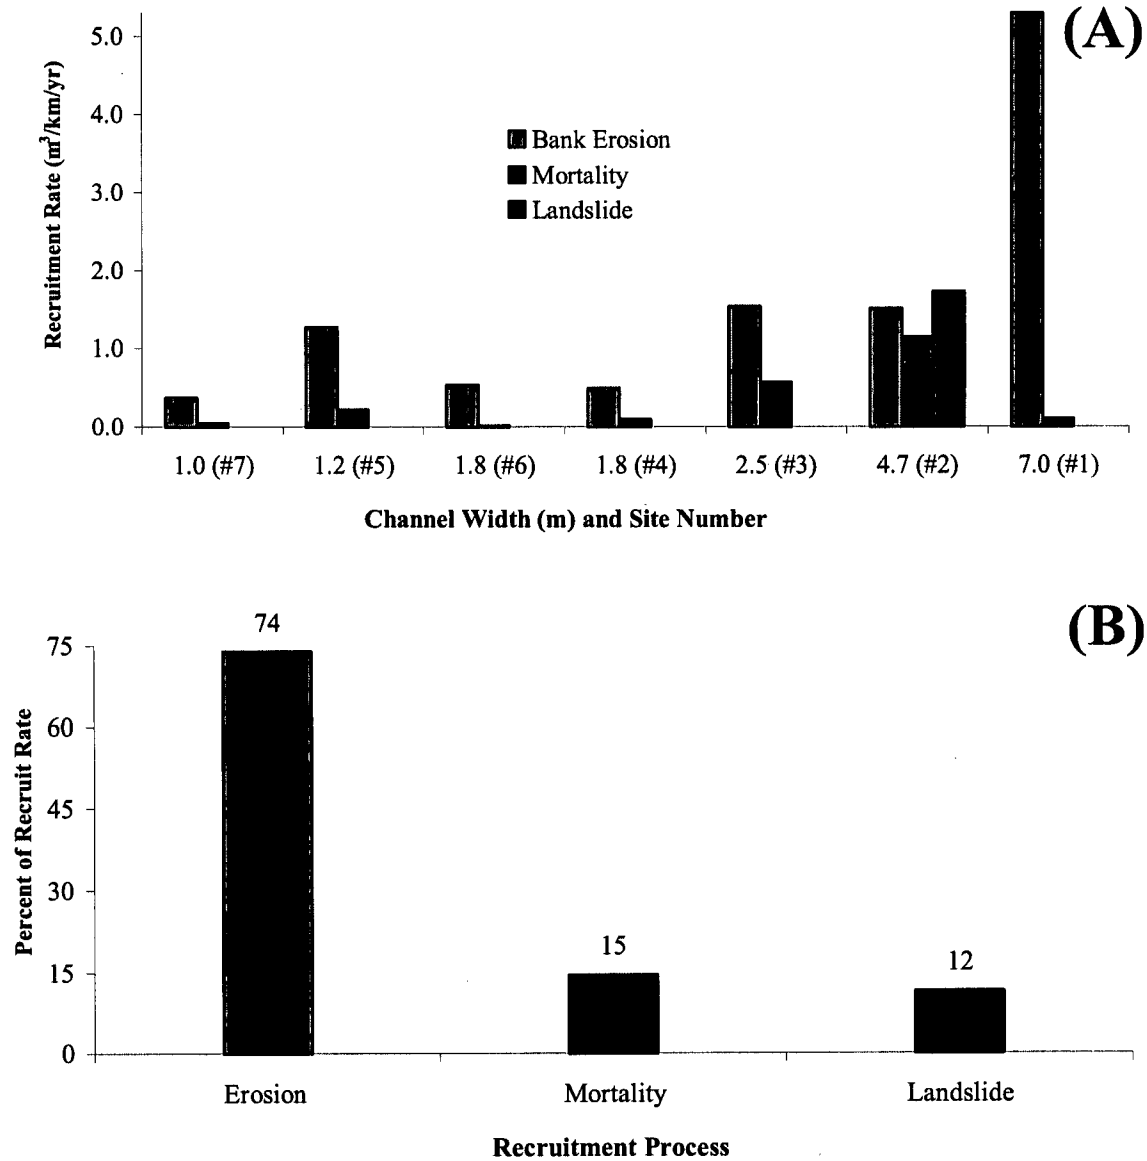 (A)
5.0
4.0
3.0
2.0
1.0
0.0
Recruitment Rate (m³/km/yr)
Bank Erosion
Mortality
Landslide
1.0 (#7) 1.2 (#5) 1.8 (#6) 1.8 (#4) 2.5 (#3) 4.7 (#2) 7.0 (#1)
Channel Width (m) and Site Number
(B)
75
60
45
30
15
0
Percent of Recruit Rate
74
15
12
Erosion Mortality Landslide
Recruitment Process